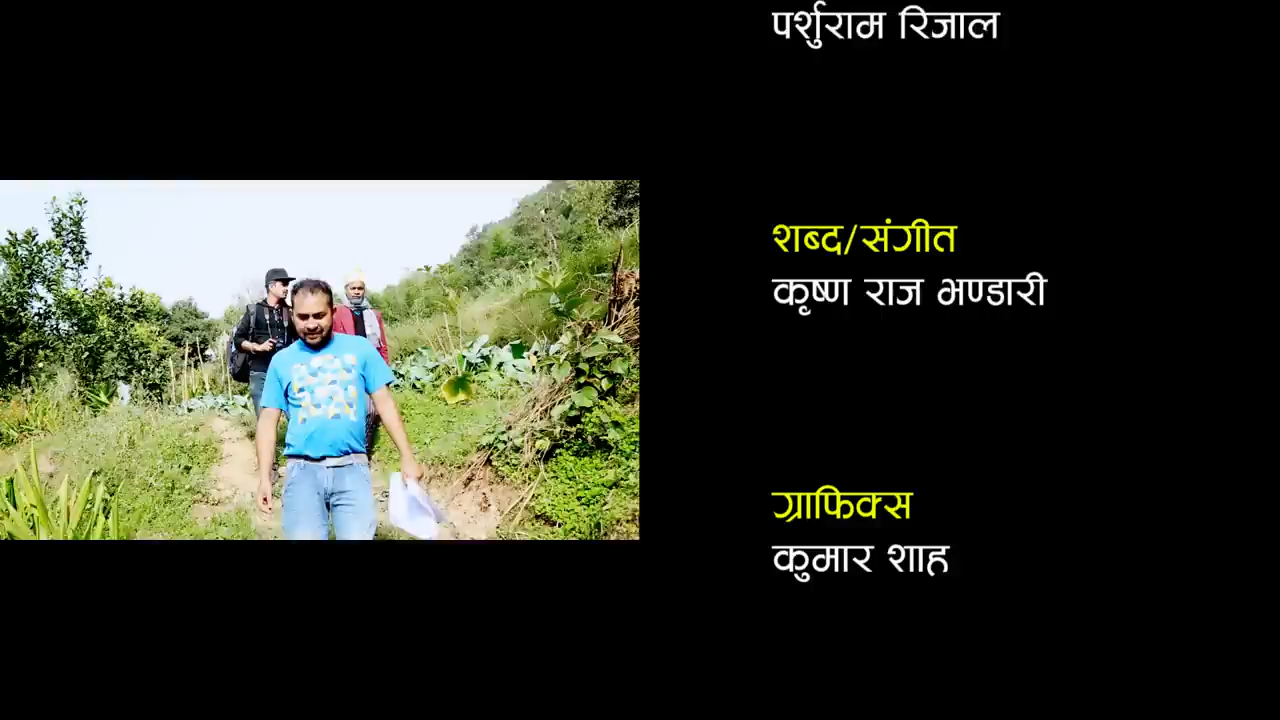 पर्शुराम रिजाल
शब्द/संगीत
कृष्ण राज भण्डारी
ग्राफिक्स
कुमार शाह